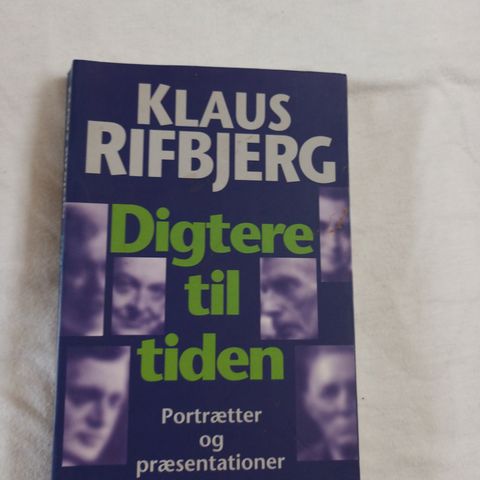 KLAUS
RIFBJERG
Digtere
til
tiden
Portrætter
og
præsentationer